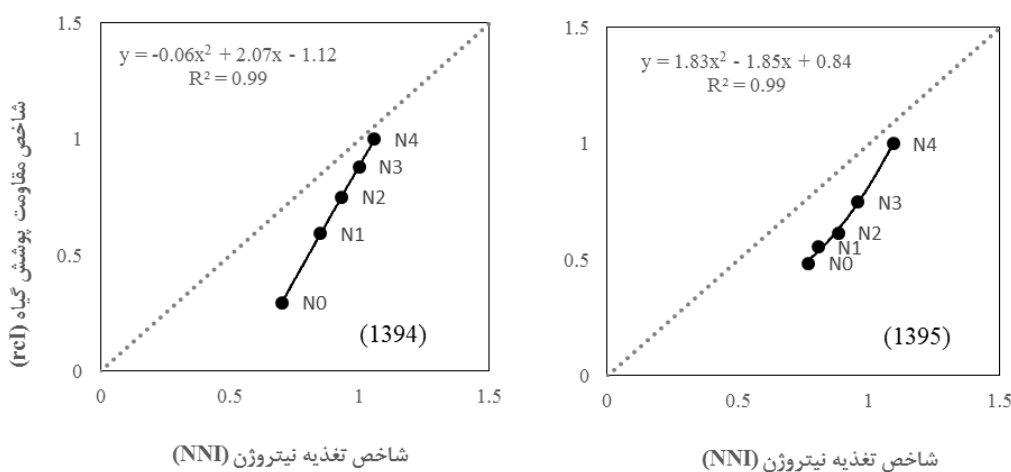 1.5
y = -0.06x² + 2.07x - 1.12
R² = 0.99
1
N4
N3
N2
N1
0.5
N0
(1394)
0
0
0.5
1
1.5
شاخص مقاومت پوشش گیاه (rcI)
شاخص تغذیه نیتروژن (NNI)
1.5
y = 1.83x² - 1.85x + 0.84
R² = 0.99
1
N4
N3
N2
N1
0.5
N0
(1395)
0
0
0.5
1
1.5
شاخص تغذیه نیتروژن (NNI)